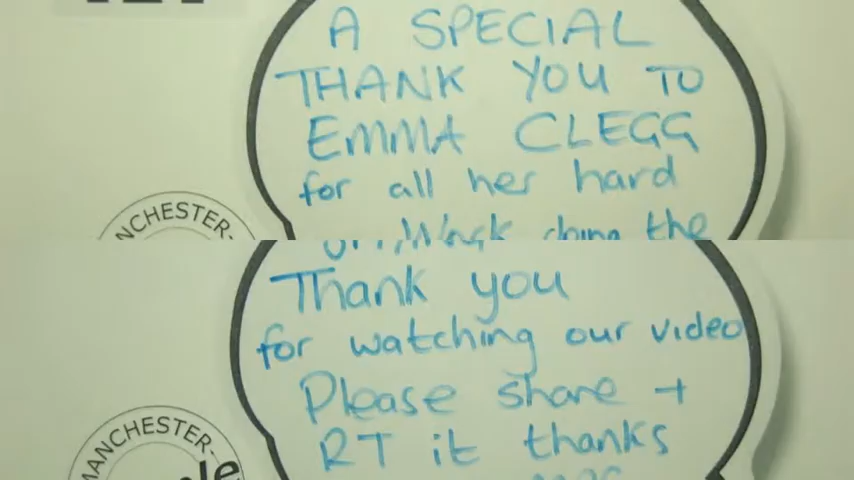 A SPECIAL
THANK YOU TO
EMMA CLEGG
for all her hard
the
MANCHESTER-
Thank you
for watching our video
Please share +
RT it thanks
MANCHESTER-